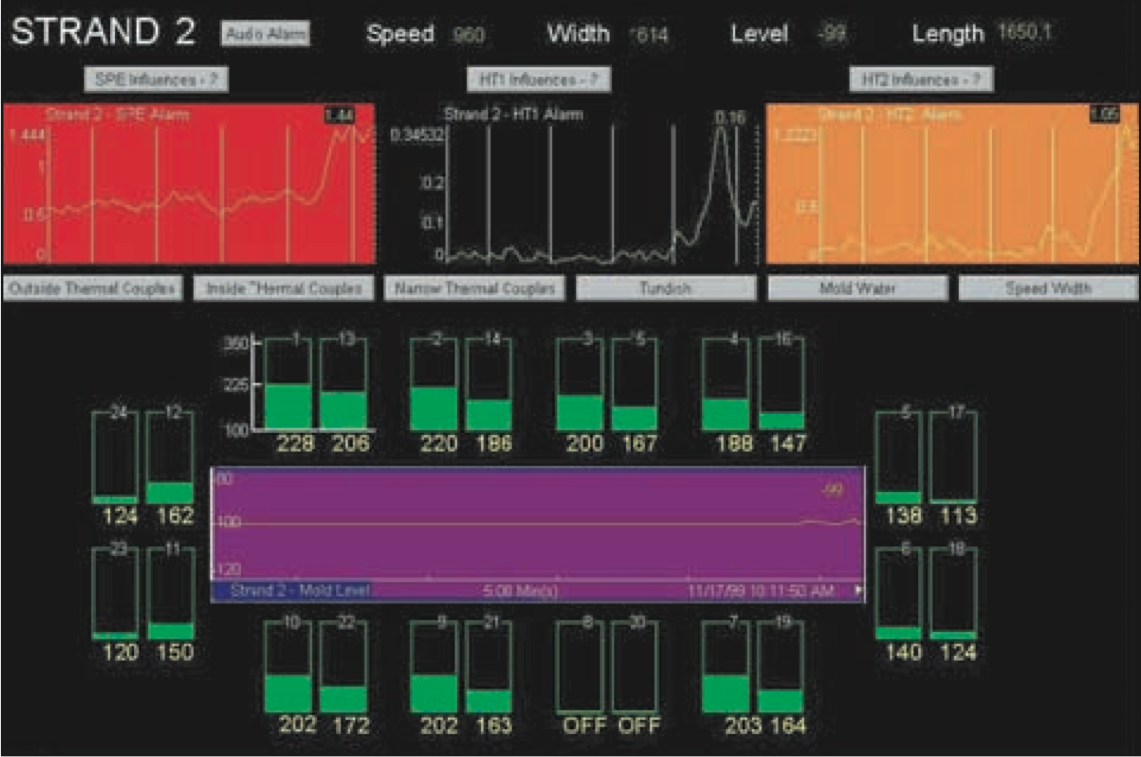 STRAND 2 Audio Alarm Speed 960 Width 1614 Level -99 Length 1650.1
SPE Influences - ? HT1 Influences - ? HT2 Influences - ?
Strand 2 - SPE Alarm 1.44 Strand 2 - HT1 Alarm 0.16 Strand 2 - HT2 Alarm 1.05
1.444 0.34532
1 0.2
0.5 0.1 0.5
0 0 0
Outside Thermal Couples Inside Thermal Couples Narrow Thermal Couples Tundish Mold Water Speed Width
360 1 13 2 14 3 15 4 16
225
100
228 206 220 186 200 167 188 147
24 12 5 17
124 162 138 113
-80 -99
-100
-120
23 11 6 18
120 150 140 124
Strand 2 - Mold Level 5.00 Min(s) 11/17/99 10:11:50 AM
10 22 9 21 8 20 7 19
202 172 202 163 OFF OFF 203 164